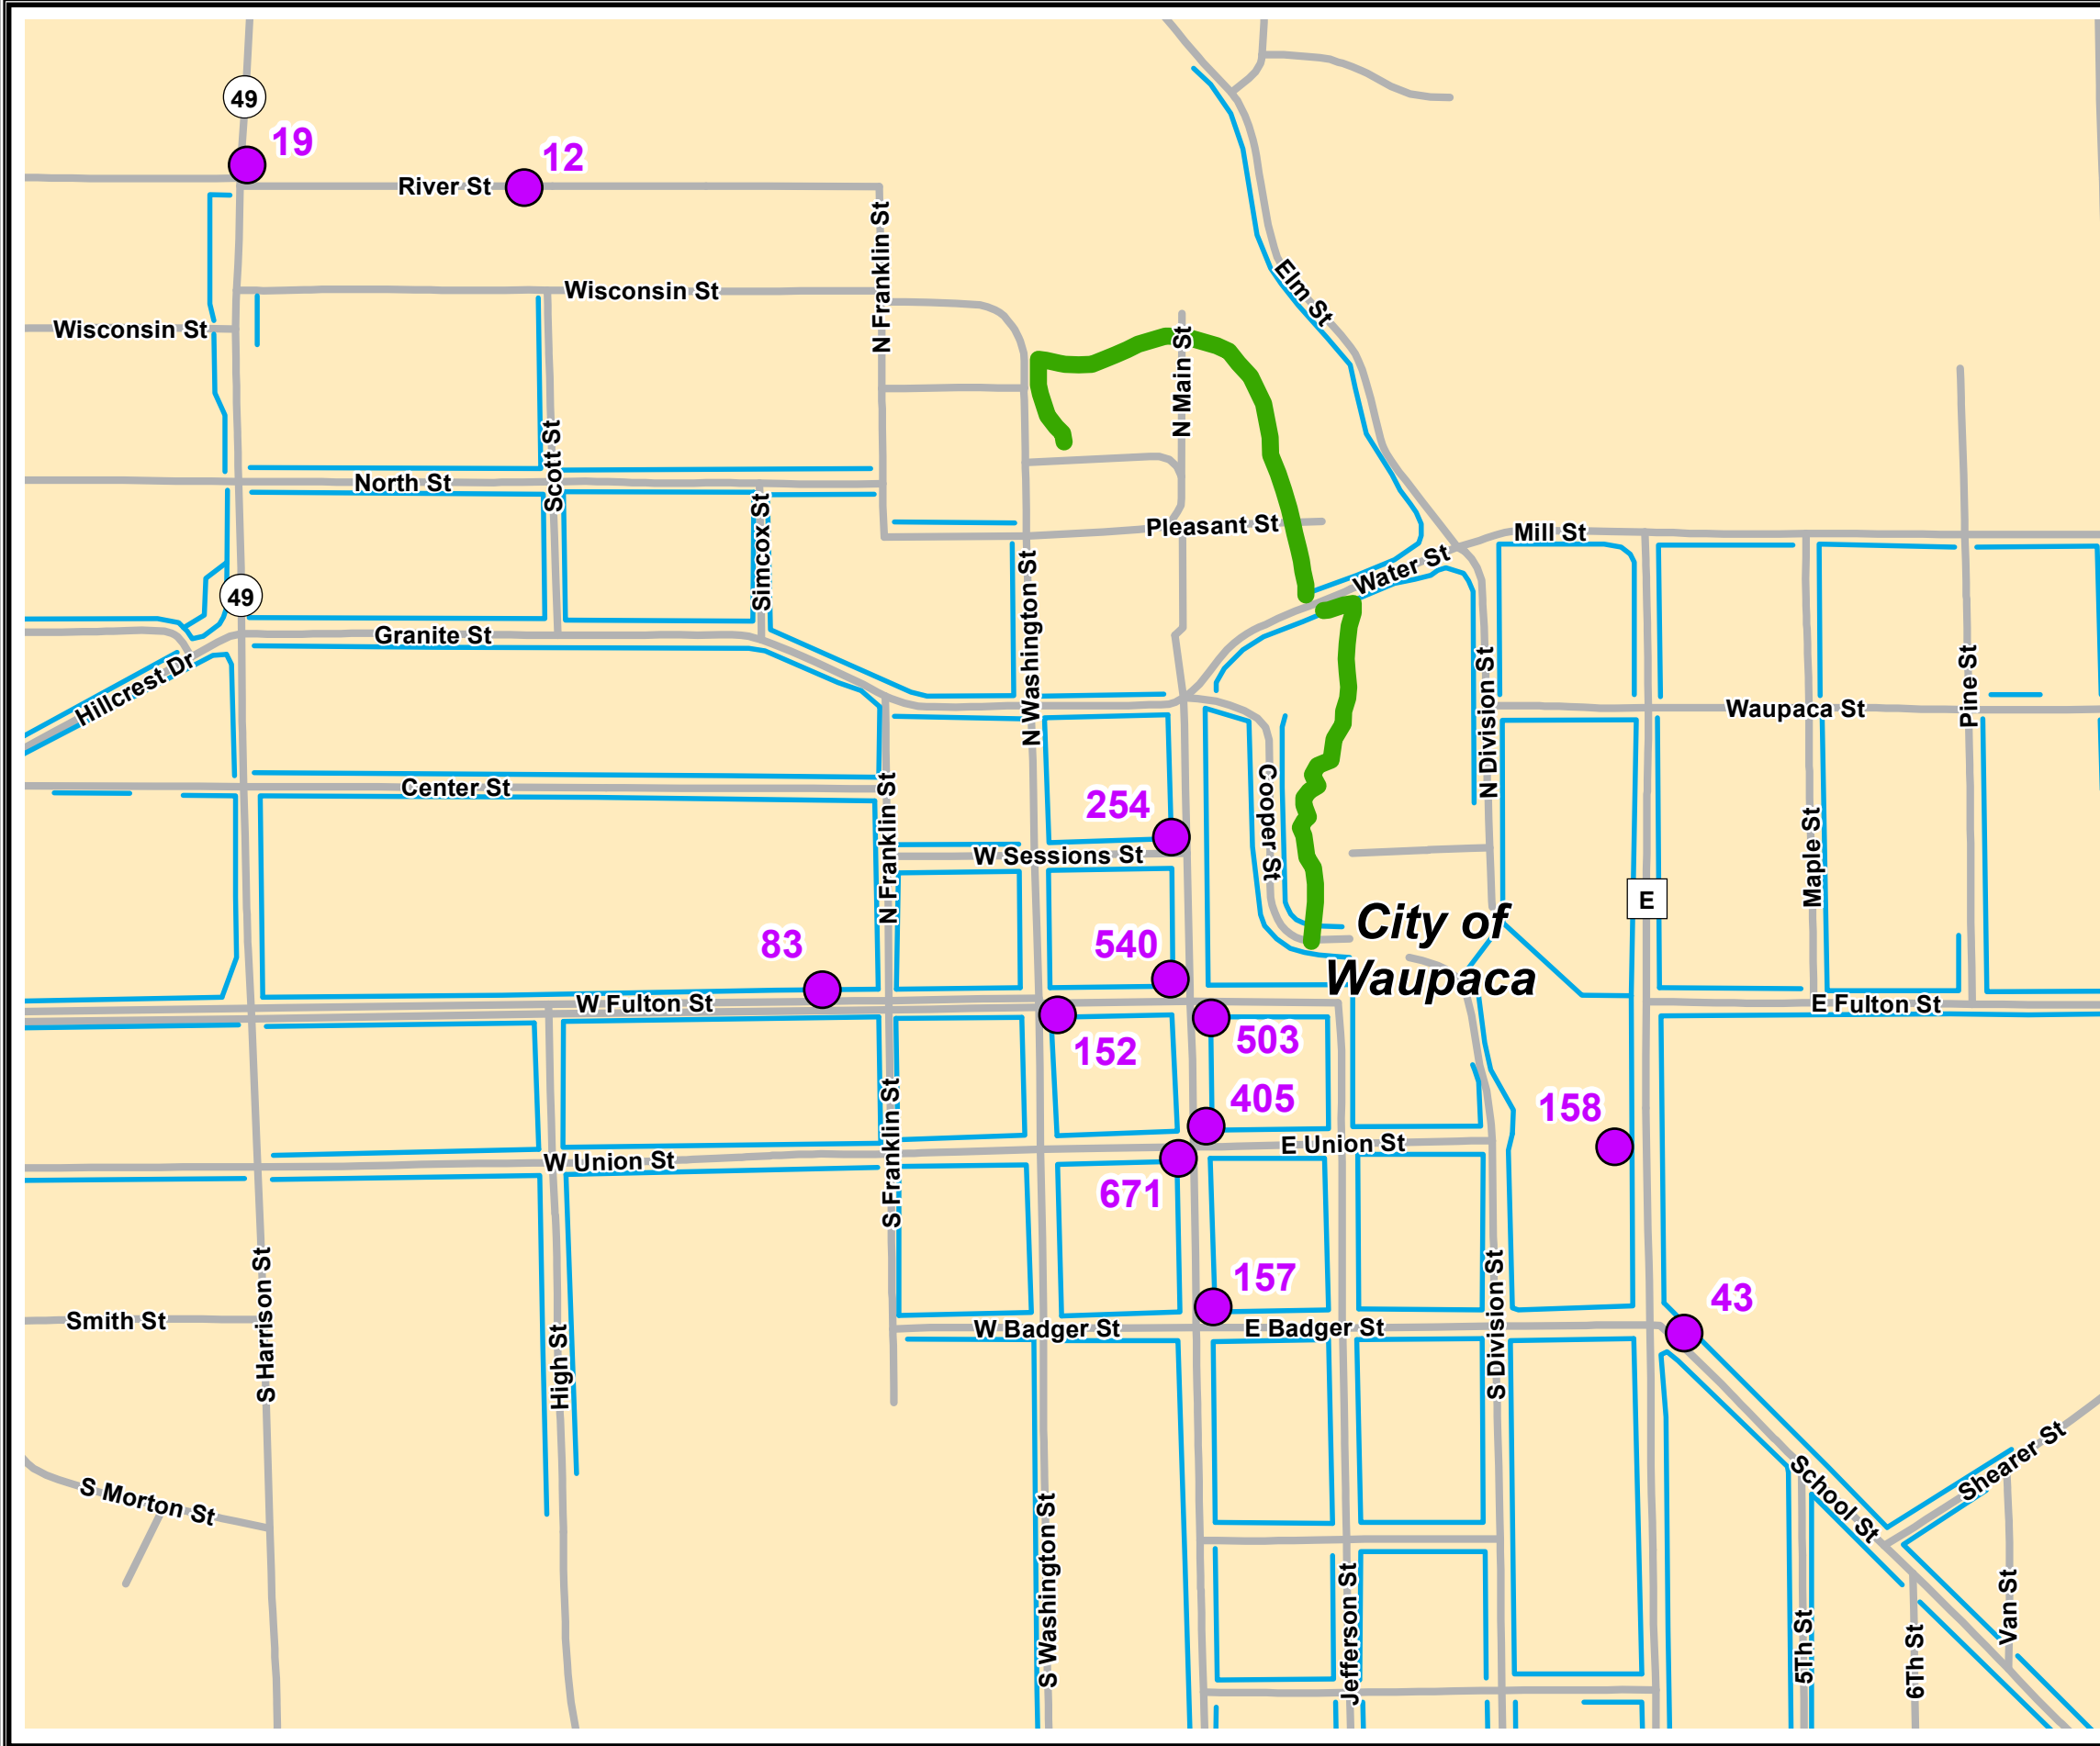 49
19
12
River St
N Franklin St
Wisconsin St
Elm St
Wisconsin St
N Main St
Scott St
North St
Simcox St
Pleasant St
Mill St
Water St
49
N Washington St
Granite St
Hillcrest Dr
N Division St
Pine St
Waupaca St
Center St
N Franklin St
254
Cooper St
Maple St
W Sessions St
E
City of
Waupaca
83
540
W Fulton St
E Fulton St
152
503
405
158
S Franklin St
E Union St
W Union St
671
157
43
S Harrison St
S Division St
Smith St
High St
W Badger St
E Badger St
S Morton St
School St
Shearer St
S Washington St
Jefferson St
5Th St
6Th St
Van St